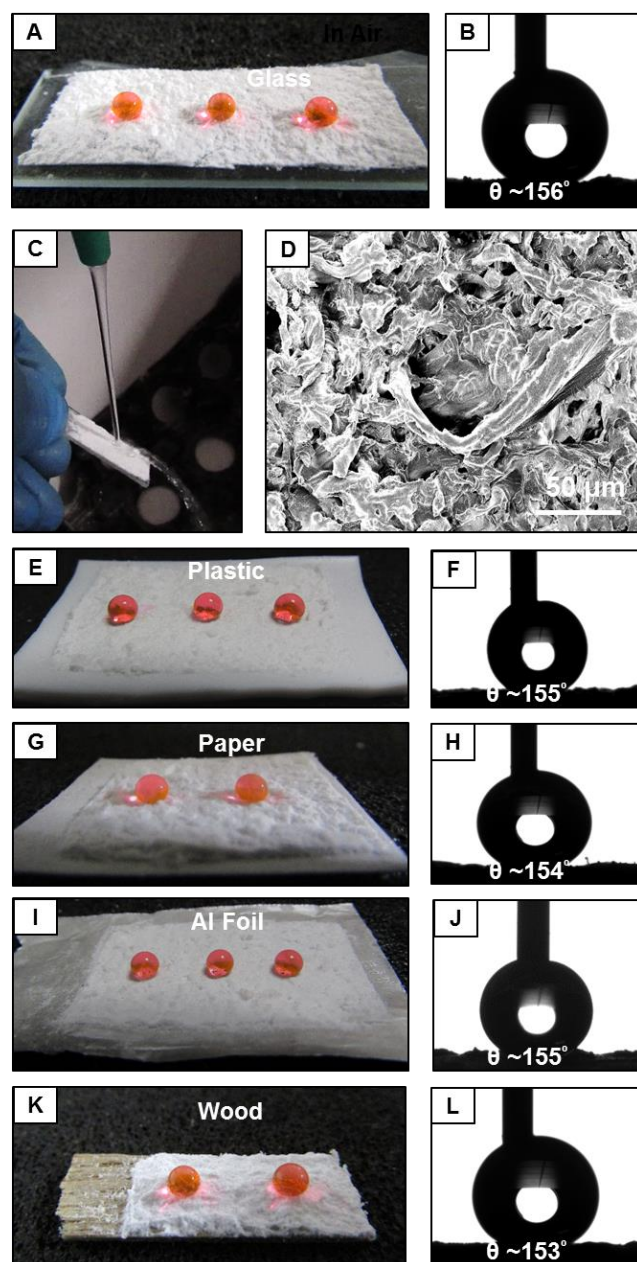 A
In Air
Glass
B
θ ~156°
C
D
50 µm
E
Plastic
F
θ ~155°
G
Paper
H
θ ~154°
I
Al Foil
J
θ ~155°
K
Wood
L
θ ~153°